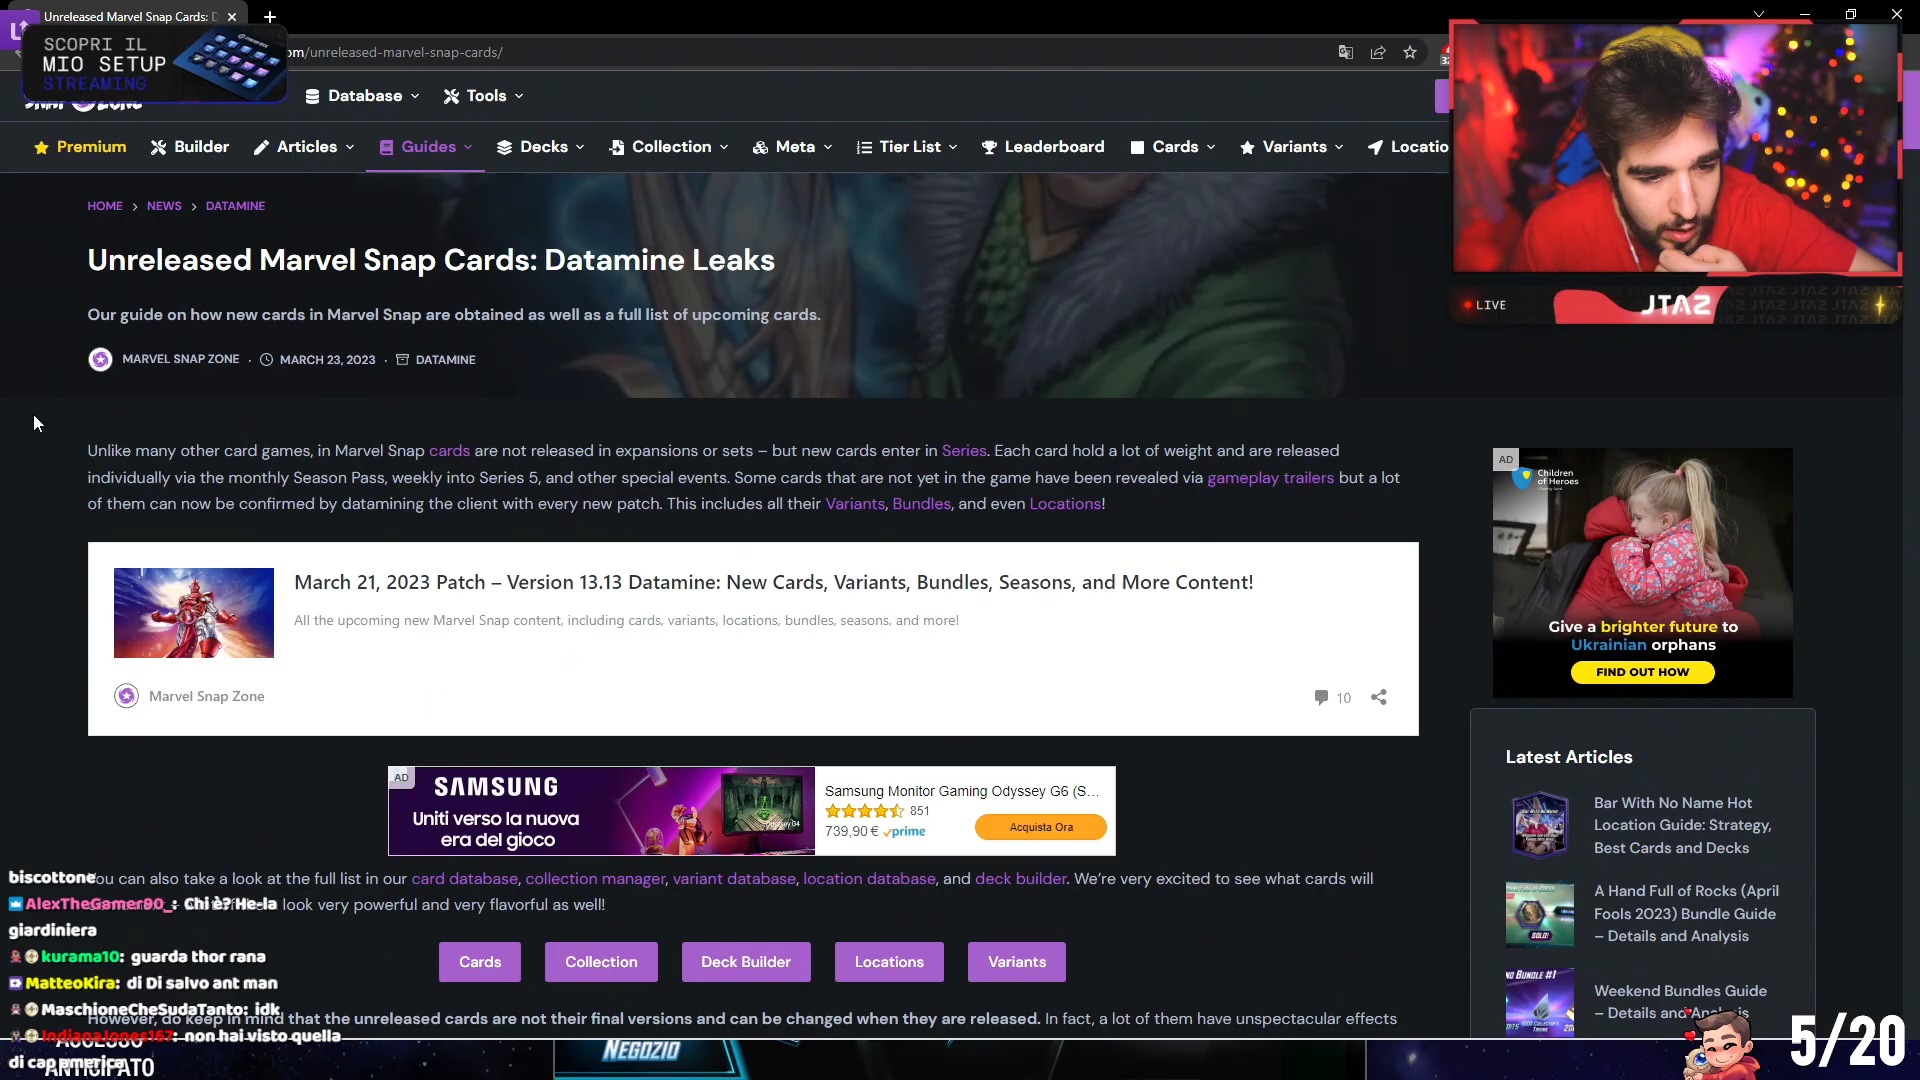 Unreleased Marvel Snap Cards: D
SCOPRI IL
MIO SETUP
STREAMING
om/unreleased-marvel-snap-cards/
Database
Tools
Premium
Builder
Articles
Guides
Decks
Collection
Meta
Tier List
Leaderboard
Cards
Variants
Locatio
HOME > NEWS > DATAMINE
Unreleased Marvel Snap Cards: Datamine Leaks
Our guide on how new cards in Marvel Snap are obtained as well as a full list of upcoming cards.
MARVEL SNAP ZONE · MARCH 23, 2023 · DATAMINE
LIVE
JTAZ
Unlike many other card games, in Marvel Snap cards are not released in expansions or sets – but new cards enter in Series. Each card hold a lot of weight and are released
individually via the monthly Season Pass, weekly into Series 5, and other special events. Some cards that are not yet in the game have been revealed via gameplay trailers but a lot
of them can now be confirmed by datamining the client with every new patch. This includes all their Variants, Bundles, and even Locations!
March 21, 2023 Patch – Version 13.13 Datamine: New Cards, Variants, Bundles, Seasons, and More Content!
All the upcoming new Marvel Snap content, including cards, variants, locations, bundles, seasons, and more!
Marvel Snap Zone
10
AD
Children
of Heroes
Give a brighter future to
Ukrainian orphans
FIND OUT HOW
AD
SAMSUNG
Uniti verso la nuova
era del gioco
Odyssey G4
Samsung Monitor Gaming Odyssey G6 (S...
851
739,90 € prime
Acquista Ora
Latest Articles
Bar With No Name Hot
Location Guide: Strategy,
Best Cards and Decks
A Hand Full of Rocks (April
Fools 2023) Bundle Guide
– Details and Analysis
Weekend Bundles Guide
– Details and Analysis
ou can also take a look at the full list in our card database, collection manager, variant database, location database, and deck builder. We're very excited to see what cards will
look very powerful and very flavorful as well!
Cards
Collection
Deck Builder
Locations
Variants
However, do keep in mind that the unreleased cards are not their final versions and can be changed when they are released. In fact, a lot of them have unspectacular effects
biscottone
AlexTheGamer90_: Chi è? He-la
giardiniera
kurama10: guarda thor rana
MatteoKira: di Di salvo ant man
MaschioneCheSudaTanto: idk
IndianaJones167: non hai visto quella
di cap america
ANTICIPATO
NEGOZIO
5/20